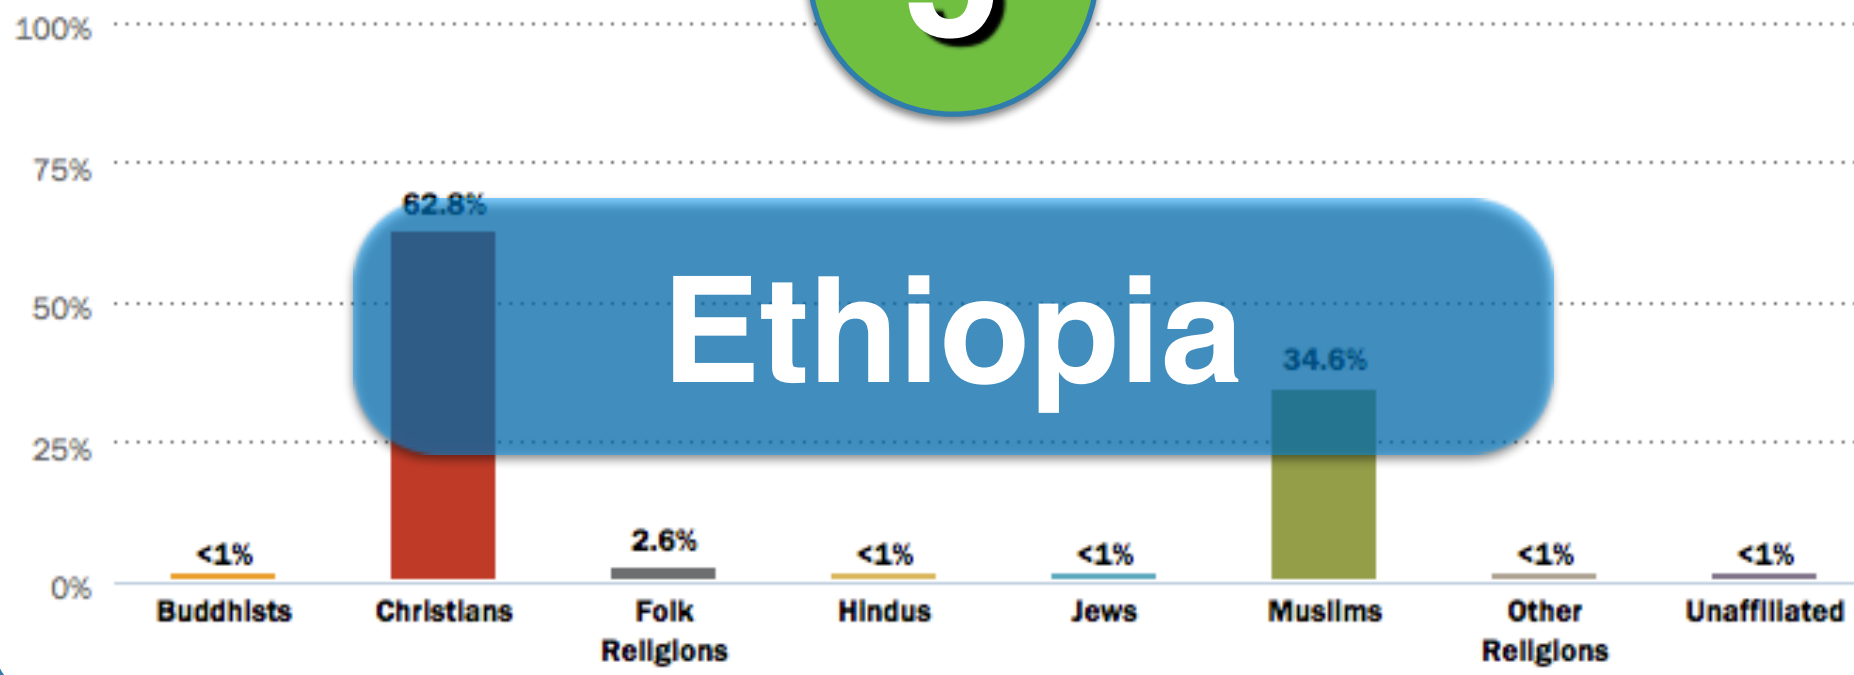 100%
75%
62.8%
50%
Ethiopia
34.6%
25%
<1%
2.6%
<1%
<1%
<1%
<1%
0%
Buddhists
Christians
Folk
Religions
Hindus
Jews
Muslims
Other
Religions
Unaffiliated